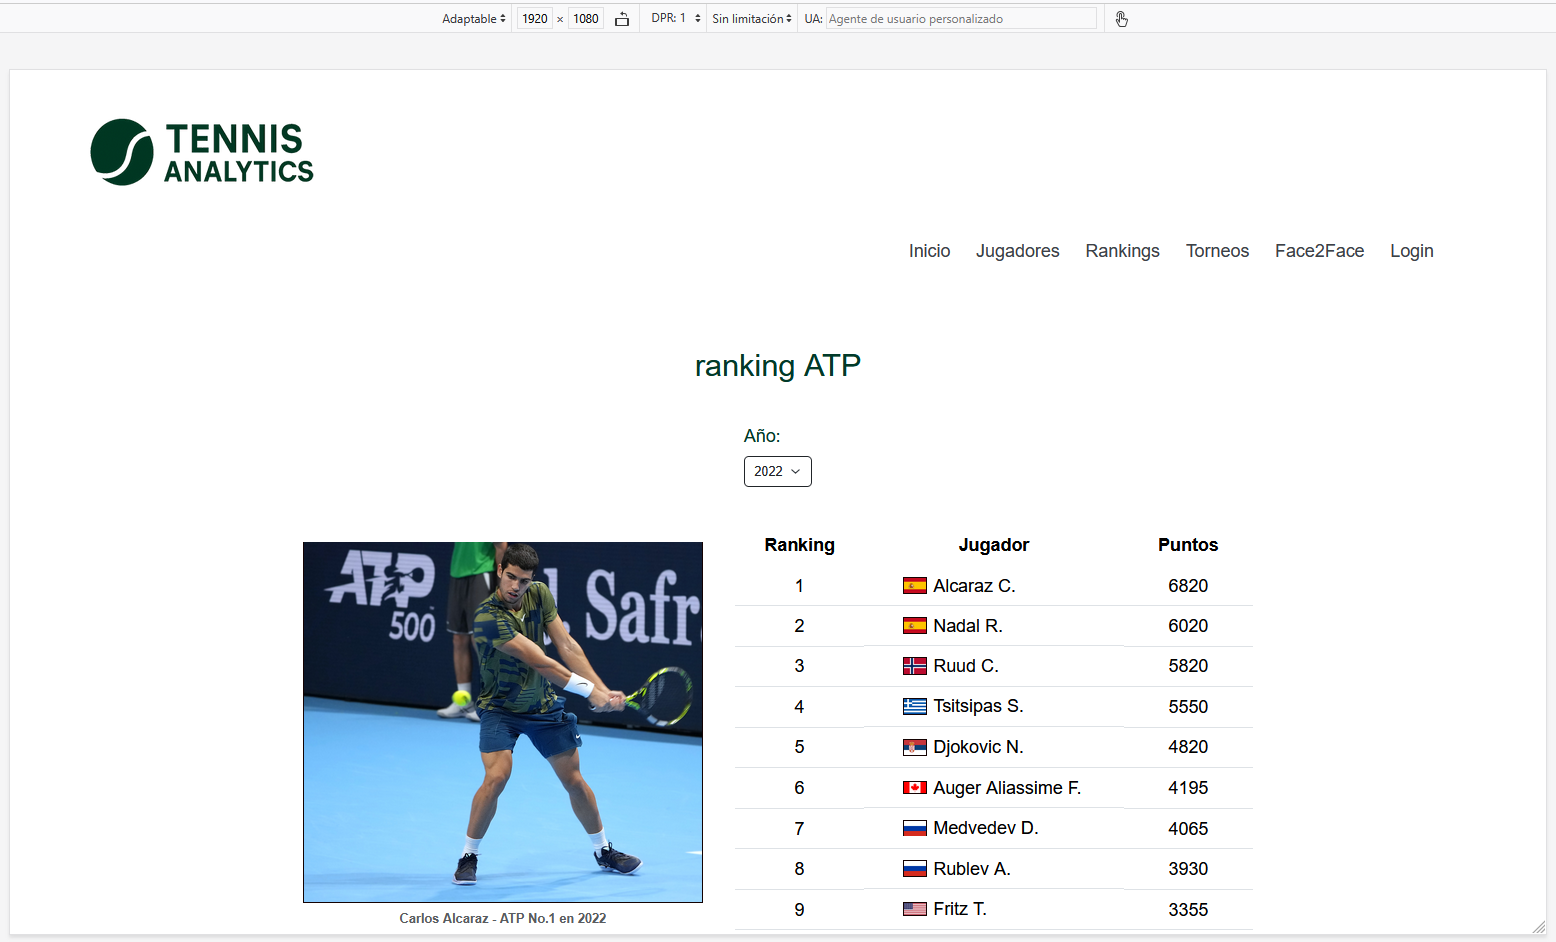 Adaptable 1920 × 1080 DPR: 1 Sin limitación UA: Agente de usuario personalizado
TENNIS
ANALYTICS
Inicio Jugadores Rankings Torneos Face2Face Login
ranking ATP
Año:
2022
ATP
500
Safr
Carlos Alcaraz - ATP No.1 en 2022
Ranking Jugador Puntos
1 Alcaraz C. 6820
2 Nadal R. 6020
3 Ruud C. 5820
4 Tsitsipas S. 5550
5 Djokovic N. 4820
6 Auger Aliassime F. 4195
7 Medvedev D. 4065
8 Rublev A. 3930
9 Fritz T. 3355